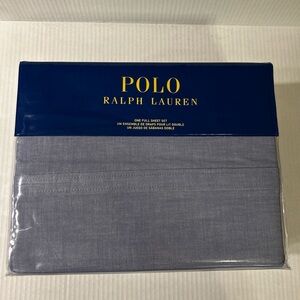 POLO
RALPH LAUREN
ONE FULL SHEET SET
UN ENSEMBLE DE DRAPS POUR LIT DOUBLE
UN JUEGO DE SÁBANAS DOBLE